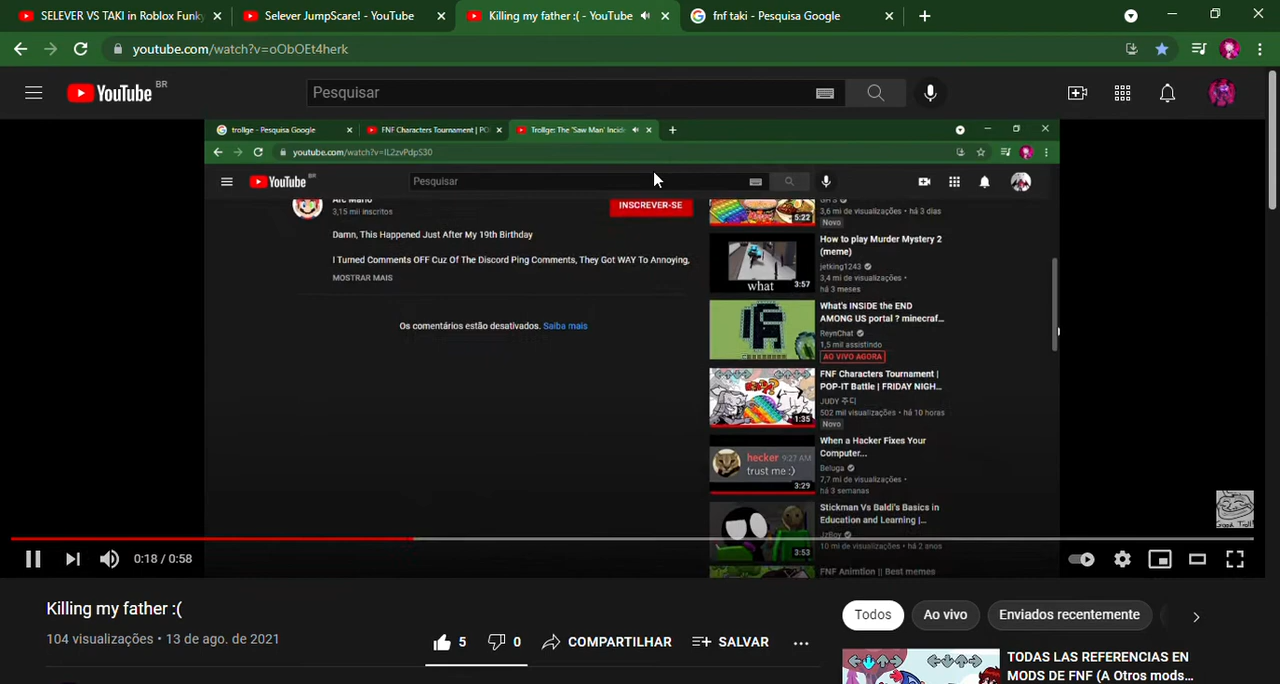 SELEVER VS TAKI in Roblox Funky
Selever JumpScare! - YouTube
Killing my father :( - YouTube
fnf taki - Pesquisa Google
youtube.com/watch?v=oObOEt4herk
YouTube BR
Pesquisar
trollge - Pesquisa Google
FNF Characters Tournament | PO
Trollge: The 'Saw Man' Incid
youtube.com/watch?v=IL2zvPdpS30
YouTube BR
Pesquisar
Arc Mario
3,15 mil inscritos
INSCREVER-SE
Damn, This Happened Just After My 19th Birthday
I Turned Comments OFF Cuz Of The Discord Ping Comments, They Got WAY To Annoying,
MOSTRAR MAIS
Os comentários estão desativados. Saiba mais
5:22
3,6 mi de visualizações • há 3 dias
Novo
what
3:57
How to play Murder Mystery 2
(meme)
jetking1243
3,4 mi de visualizações •
há 3 meses
What's INSIDE the END
AMONG US portal ? minecraf...
ReynChat
1,5 mil assistindo
AO VIVO AGORA
1:35
FNF Characters Tournament |
POP-IT Battle | FRIDAY NIGH...
JUDY 주디
502 mil visualizações • há 10 horas
Novo
hecker 9:27 AM
trust me :)
3:29
When a Hacker Fixes Your
Computer...
Beluga
7,7 mi de visualizações •
há 3 semanas
3:53
Stickman Vs Baldi's Basics in
Education and Learning |...
JzBoy
10 mi de visualizações • há 2 anos
FNF Animtion || Best memes
0:18 / 0:58
Killing my father :(
104 visualizações • 13 de ago. de 2021
5
0
COMPARTILHAR
SALVAR
Todos
Ao vivo
Enviados recentemente
TODAS LAS REFERENCIAS EN
MODS DE FNF (A Otros mods...